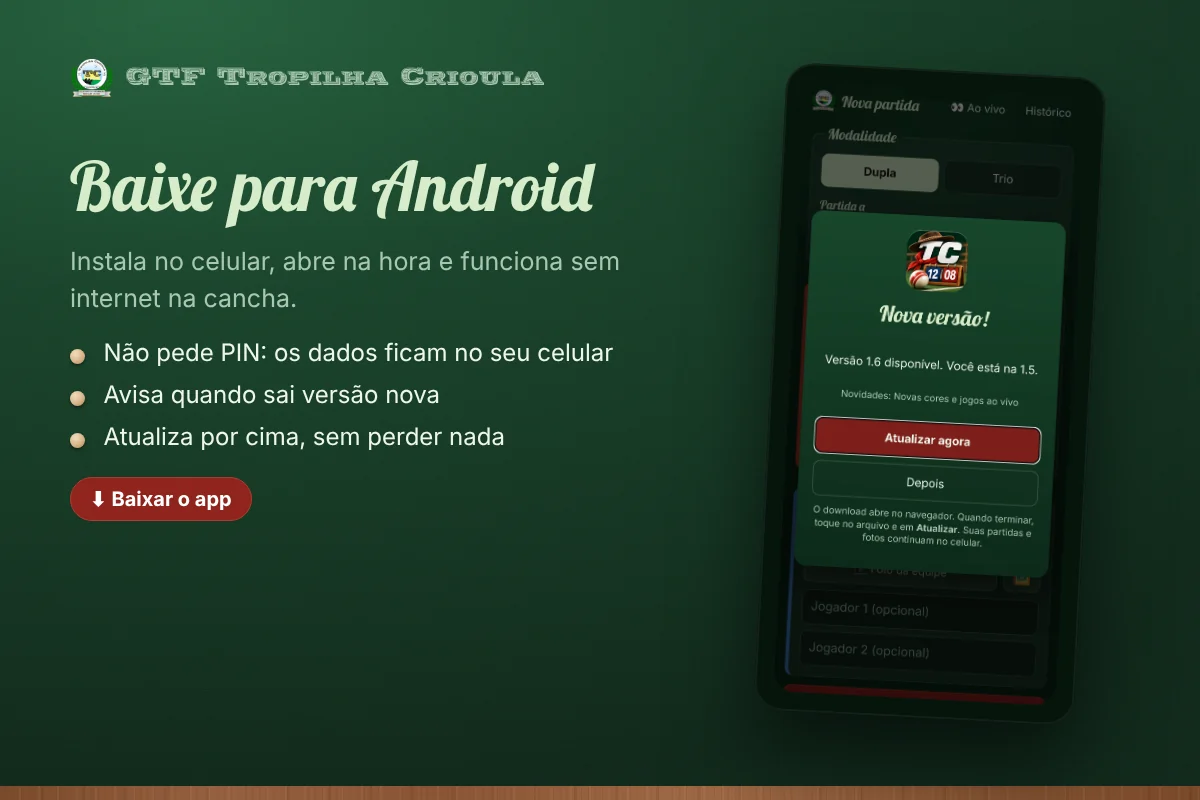 GTF Tropilha Crioula
Baixe para Android
Instala no celular, abre na hora e funciona sem
internet na cancha.
Não pede PIN: os dados ficam no seu celular
Avisa quando sai versão nova
Atualiza por cima, sem perder nada
⬇ Baixar o app
Nova partida
👀 Ao vivo
Histórico
Modalidade
Dupla
Trio
Partida a
TC
12 08
Nova versão!
Versão 1.6 disponível. Você está na 1.5.
Novidades: Novas cores e jogos ao vivo
Atualizar agora
Depois
O download abre no navegador. Quando terminar,
toque no arquivo e em Atualizar. Suas partidas e
fotos continuam no celular.
Jogador 1 (opcional)
Jogador 2 (opcional)